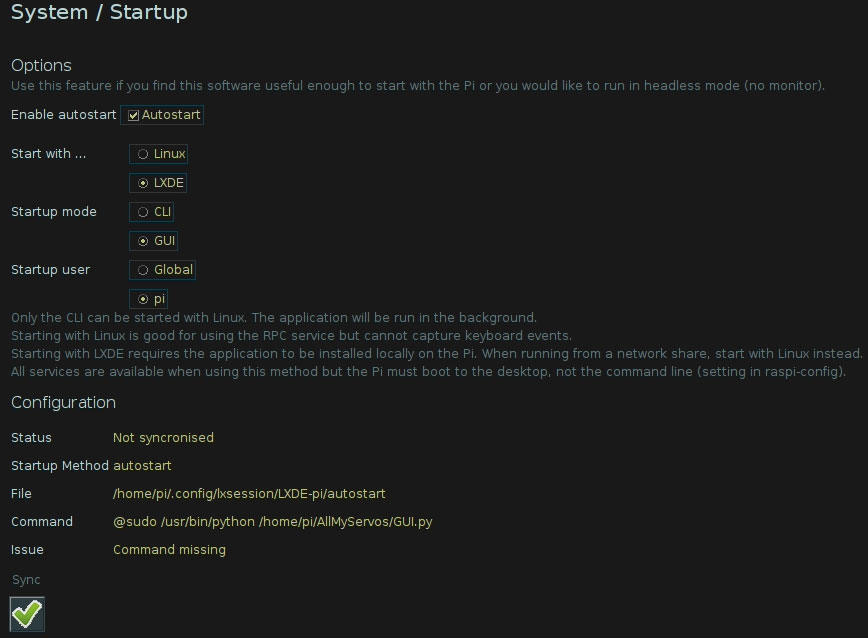 System / Startup
Options
Use this feature if you find this software useful enough to start with the Pi or you would like to run in headless mode (no monitor).
Enable autostart Autostart
Start with ... Linux
LXDE
Startup mode CLI
GUI
Startup user Global
pi
Only the CLI can be started with Linux. The application will be run in the background.
Starting with Linux is good for using the RPC service but cannot capture keyboard events.
Starting with LXDE requires the application to be installed locally on the Pi. When running from a network share, start with Linux instead.
All services are available when using this method but the Pi must boot to the desktop, not the command line (setting in raspi-config).
Configuration
Status Not syncronised
Startup Method autostart
File /home/pi/.config/lxsession/LXDE-pi/autostart
Command @sudo /usr/bin/python /home/pi/AllMyServos/GUI.py
Issue Command missing
Sync